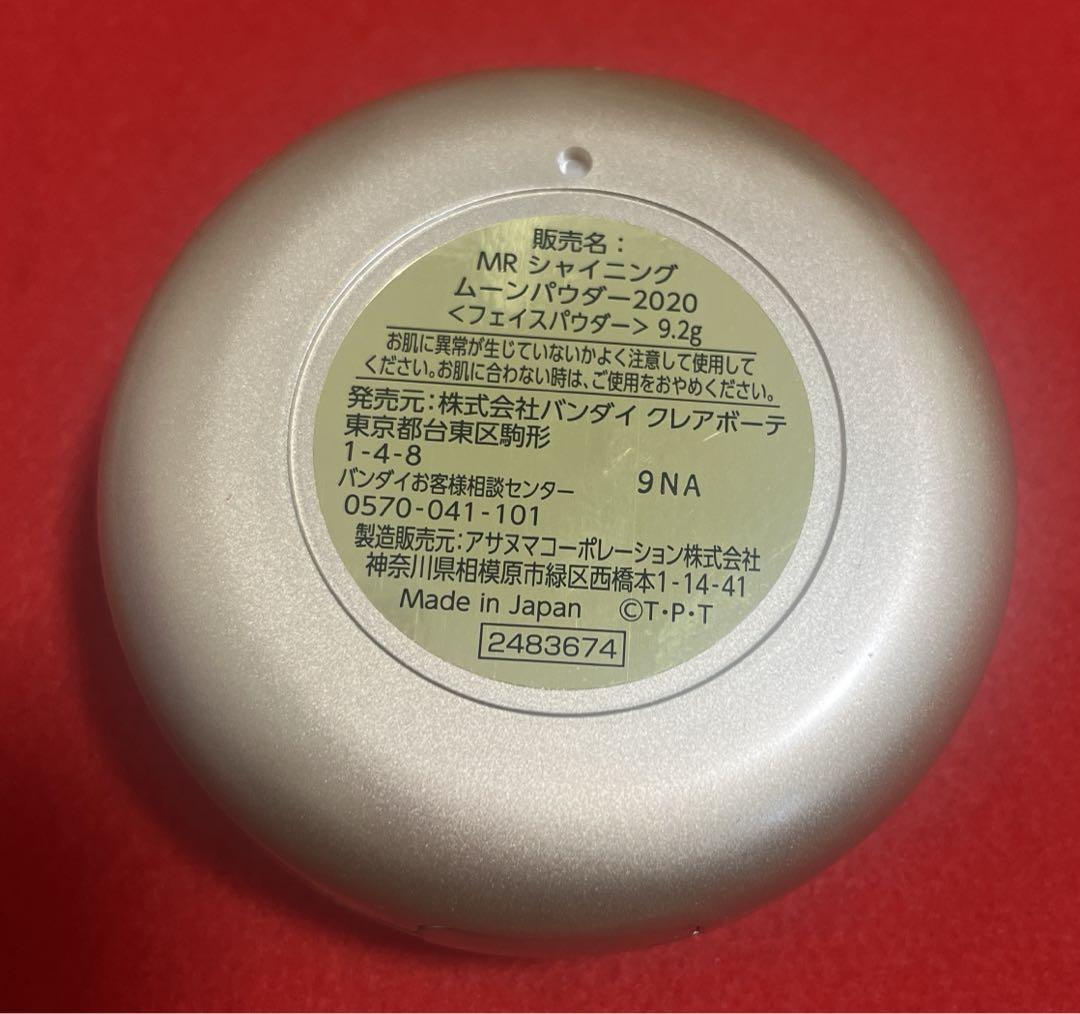 販売名：
MR シャイニング
ムーンパウダー2020
＜フェイスパウダー＞ 9.2g
お肌に異常が生じていないかよく注意して使用して
ください。お肌に合わない時は、ご使用をおやめください。
発売元：株式会社バンダイ クレアボーテ
東京都台東区駒形
1-4-8
バンダイお客様相談センター 9NA
0570-041-101
製造販売元：アサヌマコーポレーション株式会社
神奈川県相模原市緑区西橋本1-14-41
Made in Japan ©T・P・T
2483674